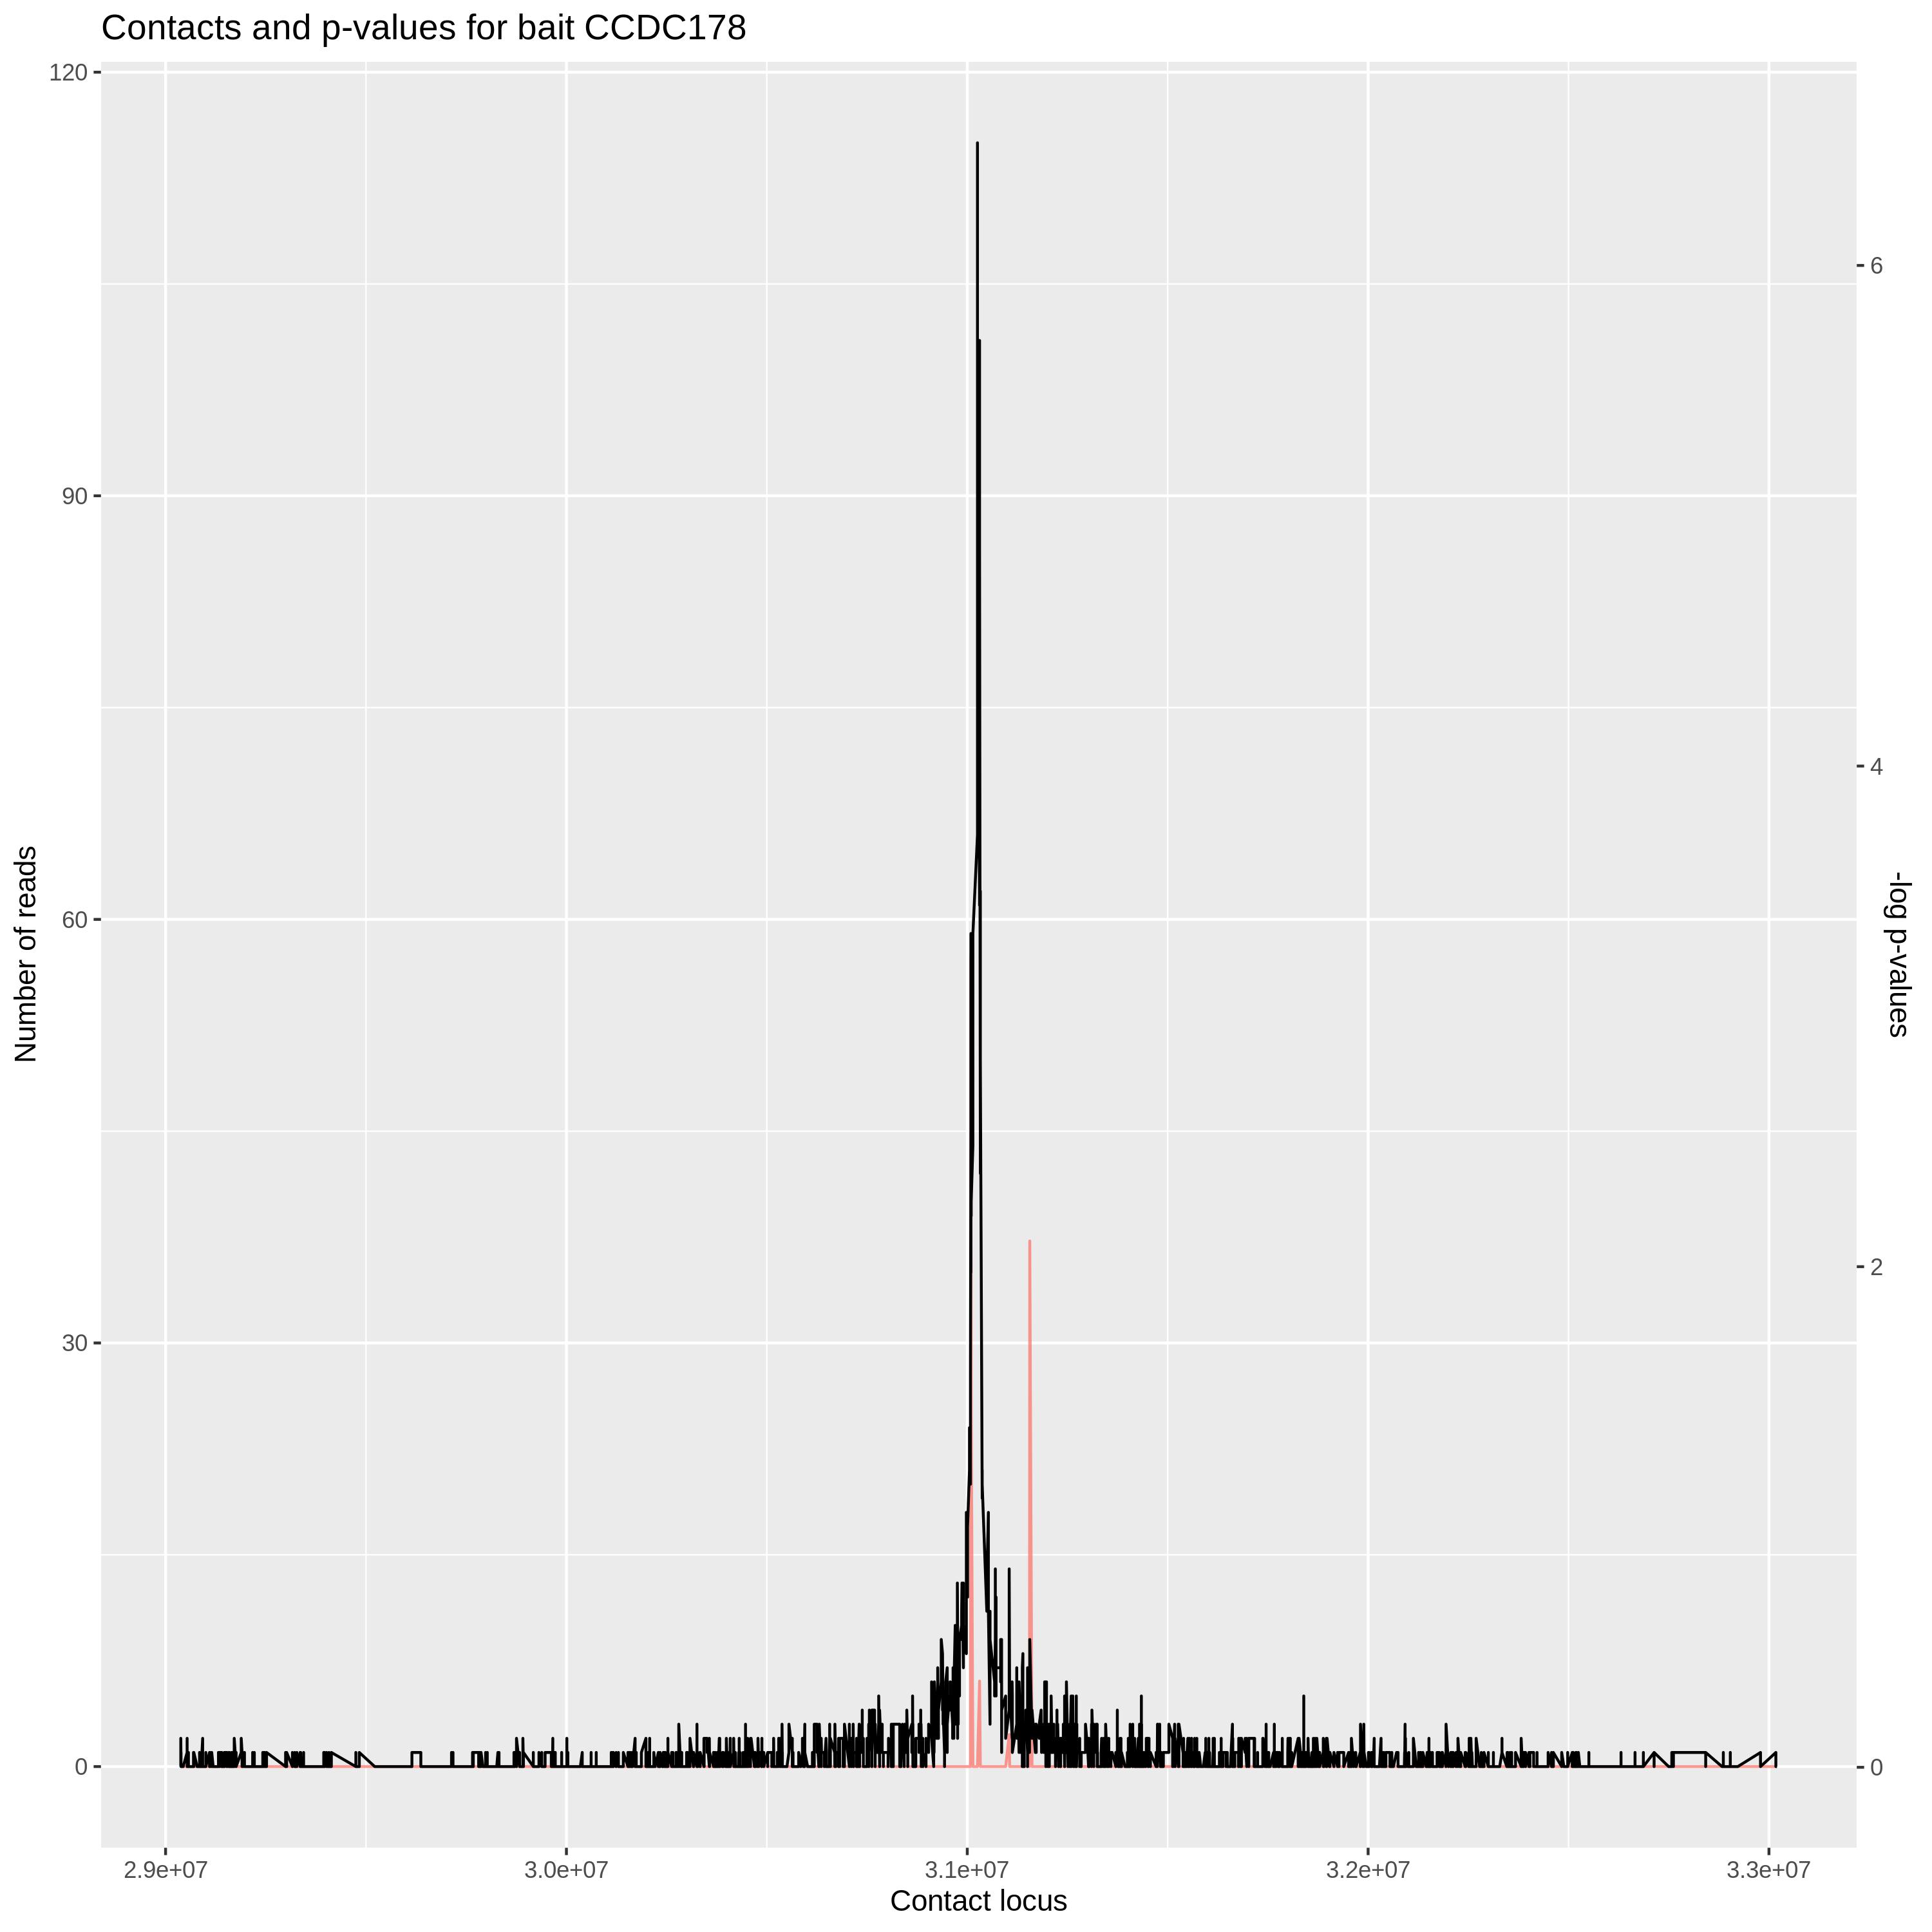 Contacts and p-values for bait CCDC178
120
90
60
30
0
Number of reads
6
4
2
0
-log p-values
2.9e+07
3.0e+07
3.1e+07
3.2e+07
3.3e+07
Contact locus